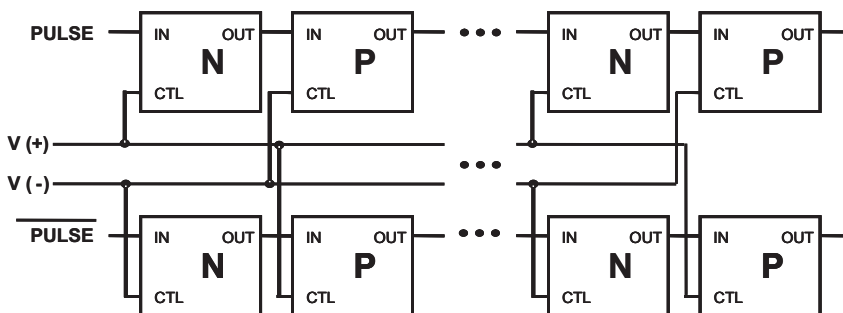 PULSE IN OUT IN OUT ••• IN OUT IN OUT
N P N P
CTL CTL CTL CTL
V (+)
•••
V (-)
PULSE IN OUT IN OUT ••• IN OUT IN OUT
N P N P
CTL CTL CTL CTL